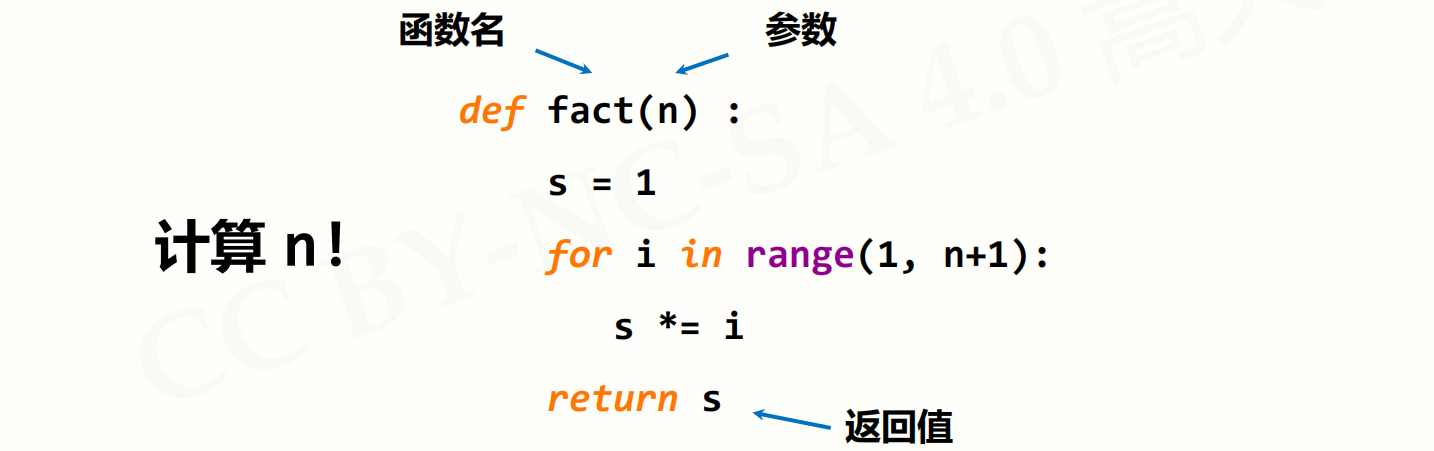 函数名 参数
def fact(n) :
s = 1
计算 n!
for i in range(1, n+1):
s *= i
return s
返回值
CC BY-NC-SA 4.0 高